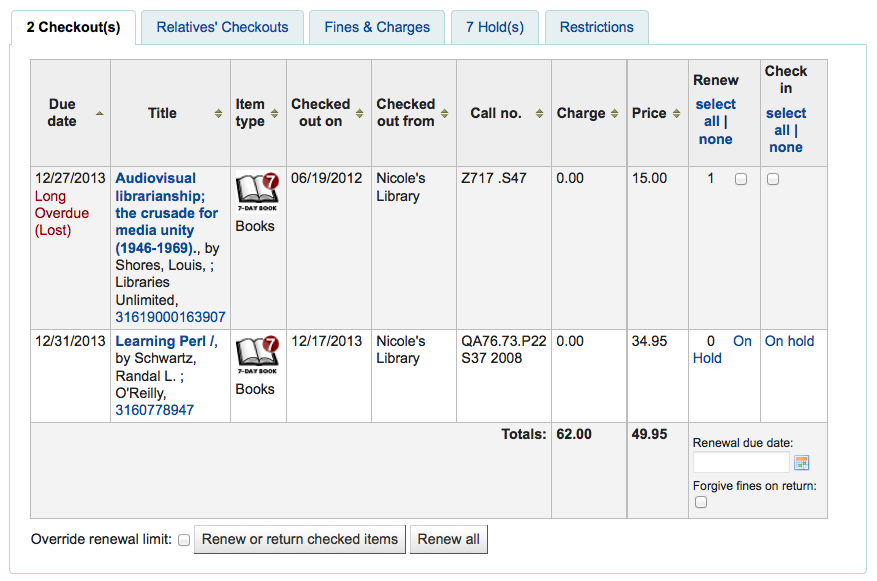 2 Checkout(s)
Relatives' Checkouts
Fines & Charges
7 Hold(s)
Restrictions
Due
date
Title
Item
type
Checked
out on
Checked
out from
Call no.
Charge
Price
Renew
select
all |
none
Check
in
select
all |
none
12/27/2013
Long
Overdue
(Lost)
Audiovisual
librarianship;
the crusade for
media unity
(1946-1969)., by
Shores, Louis, ;
Libraries
Unlimited,
31619000163907
7
7-DAY BOOK
Books
06/19/2012
Nicole's
Library
Z717 .S47
0.00
15.00
1
12/31/2013
Learning Perl /,
by Schwartz,
Randal L. ;
O'Reilly,
3160778947
7
7-DAY BOOK
Books
12/17/2013
Nicole's
Library
QA76.73.P22
S37 2008
0.00
34.95
0 On
Hold
On hold
Totals:
62.00
49.95
Renewal due date:
Forgive fines on return:
Override renewal limit:
Renew or return checked items
Renew all